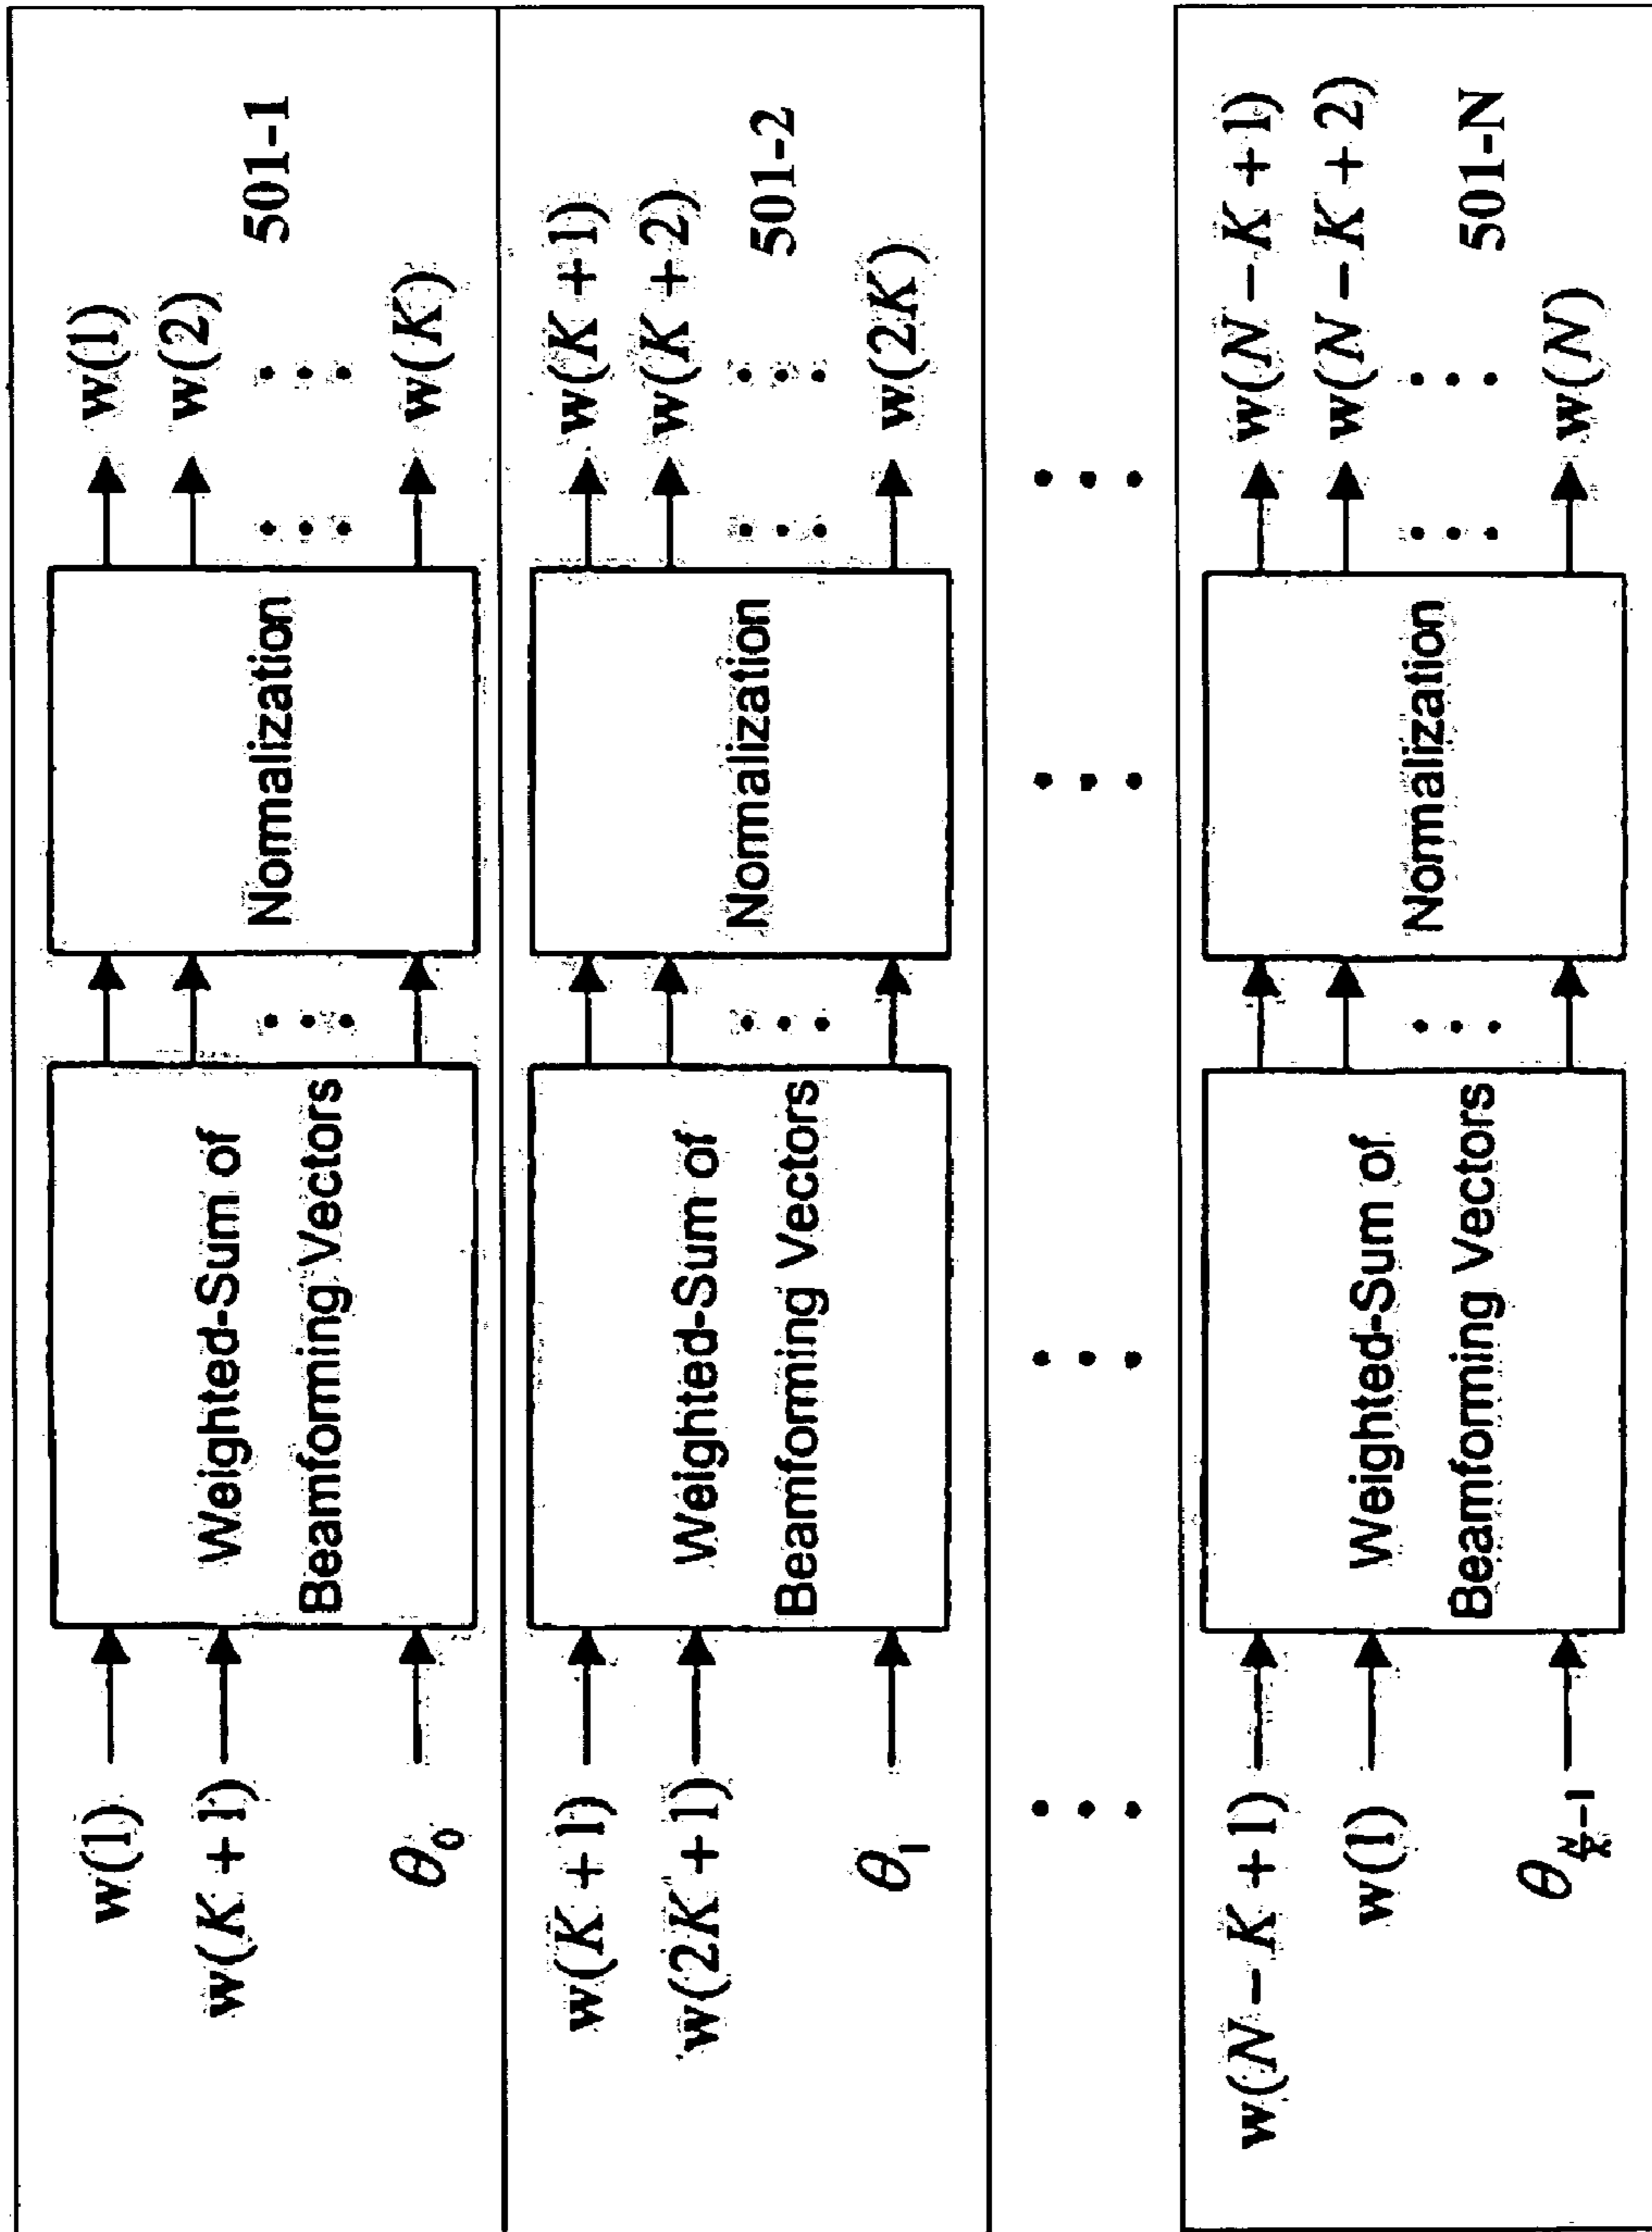 w(1)
w(K + 1)
θ₀
Weighted-Sum of
Beamforming Vectors
Normalization
w(1)
w(2)
w(K)
501-1
w(K + 1)
w(2K + 1)
θ₁
Weighted-Sum of
Beamforming Vectors
Normalization
w(K + 1)
w(K + 2)
w(2K)
501-2
w(N – K + 1)
w(1)
θ_{N/K–1}
Weighted-Sum of
Beamforming Vectors
Normalization
w(N – K + 1)
w(N – K + 2)
w(N)
501-N